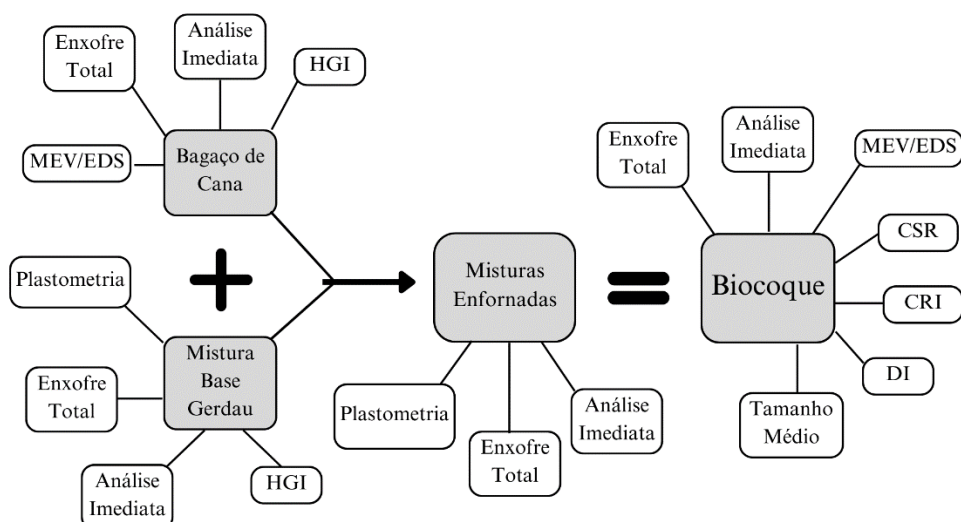 Enxofre
Total
Análise
Imediata
HGI
MEV/EDS
Bagaço de
Cana
Plastometria
Enxofre
Total
Mistura
Base
Gerdau
Análise
Imediata
HGI
Misturas
Enfornadas
Plastometria
Enxofre
Total
Análise
Imediata
Enxofre
Total
Análise
Imediata
MEV/EDS
CSR
Biocoque
CRI
DI
Tamanho
Médio